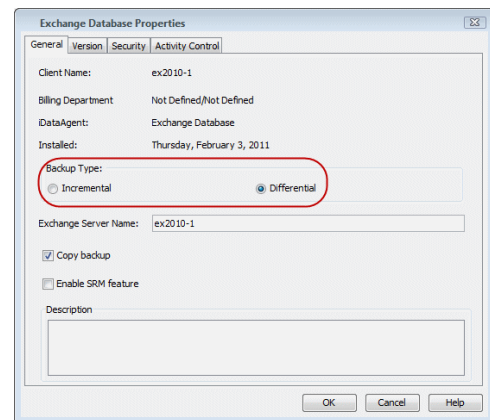 Exchange Database Properties
General Version Security Activity Control
Client Name: ex2010-1
Billing Department Not Defined/Not Defined
iDataAgent: Exchange Database
Installed: Thursday, February 3, 2011
Backup Type:
Incremental Differential
Exchange Server Name: ex2010-1
Copy backup
Enable SRM feature
Description
OK Cancel Help